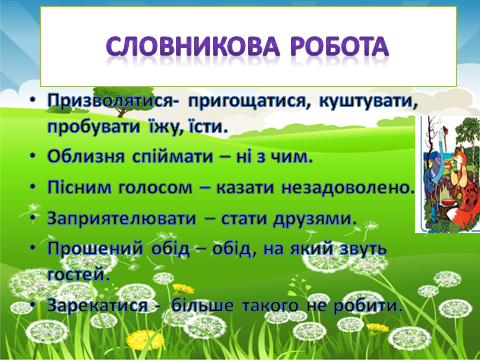 СЛОВНИКОВА РОБОТА
• Призволятися- пригощатися, куштувати,
пробувати їжу, їсти.
• Облизня спіймати – ні з чим.
• Пісним голосом – казати незадоволено.
• Заприятелювати – стати друзями.
• Прошений обід – обід, на який звуть
гостей.
• Зарекатися - більше такого не робити.